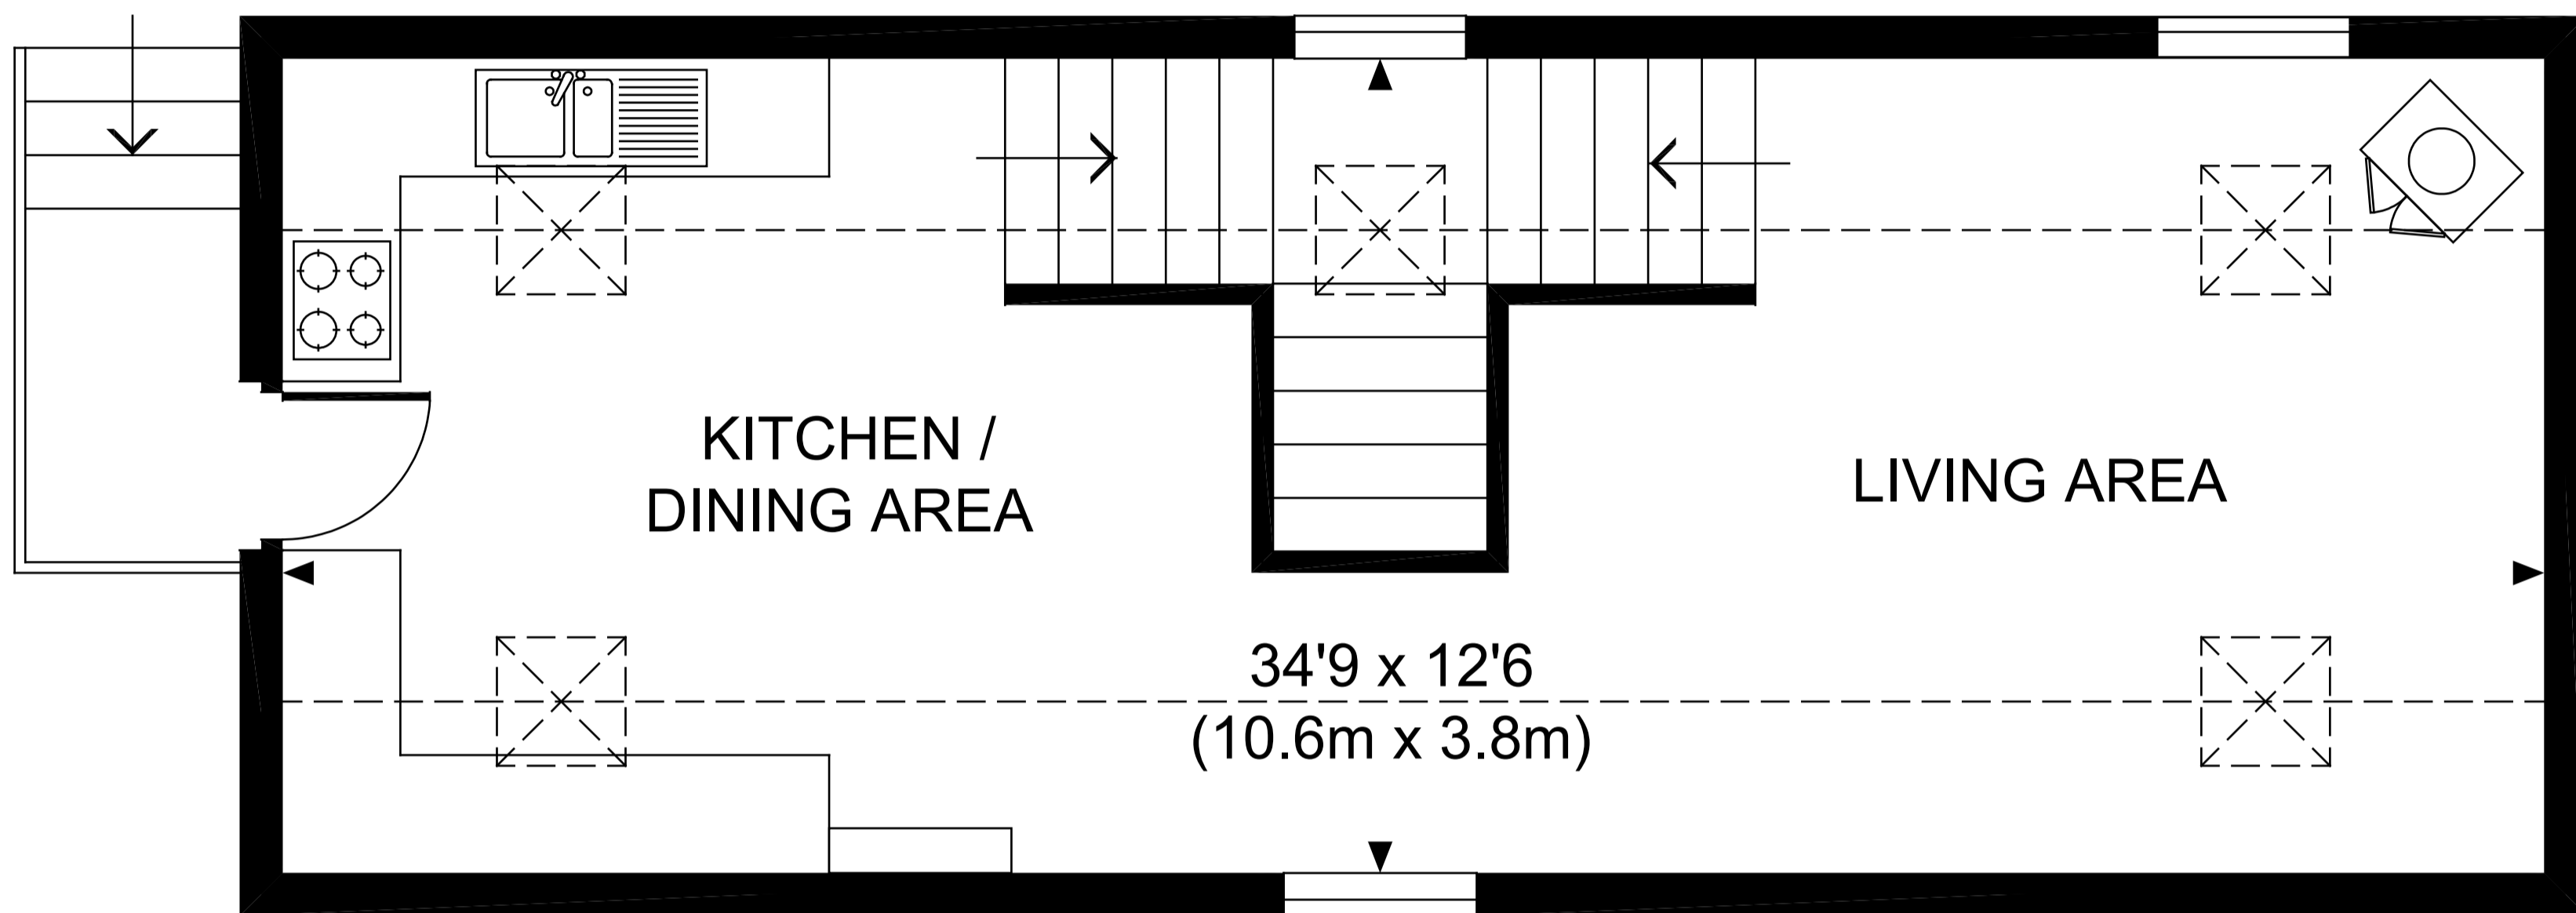 KITCHEN /
DINING AREA
LIVING AREA
34'9 x 12'6
(10.6m x 3.8m)